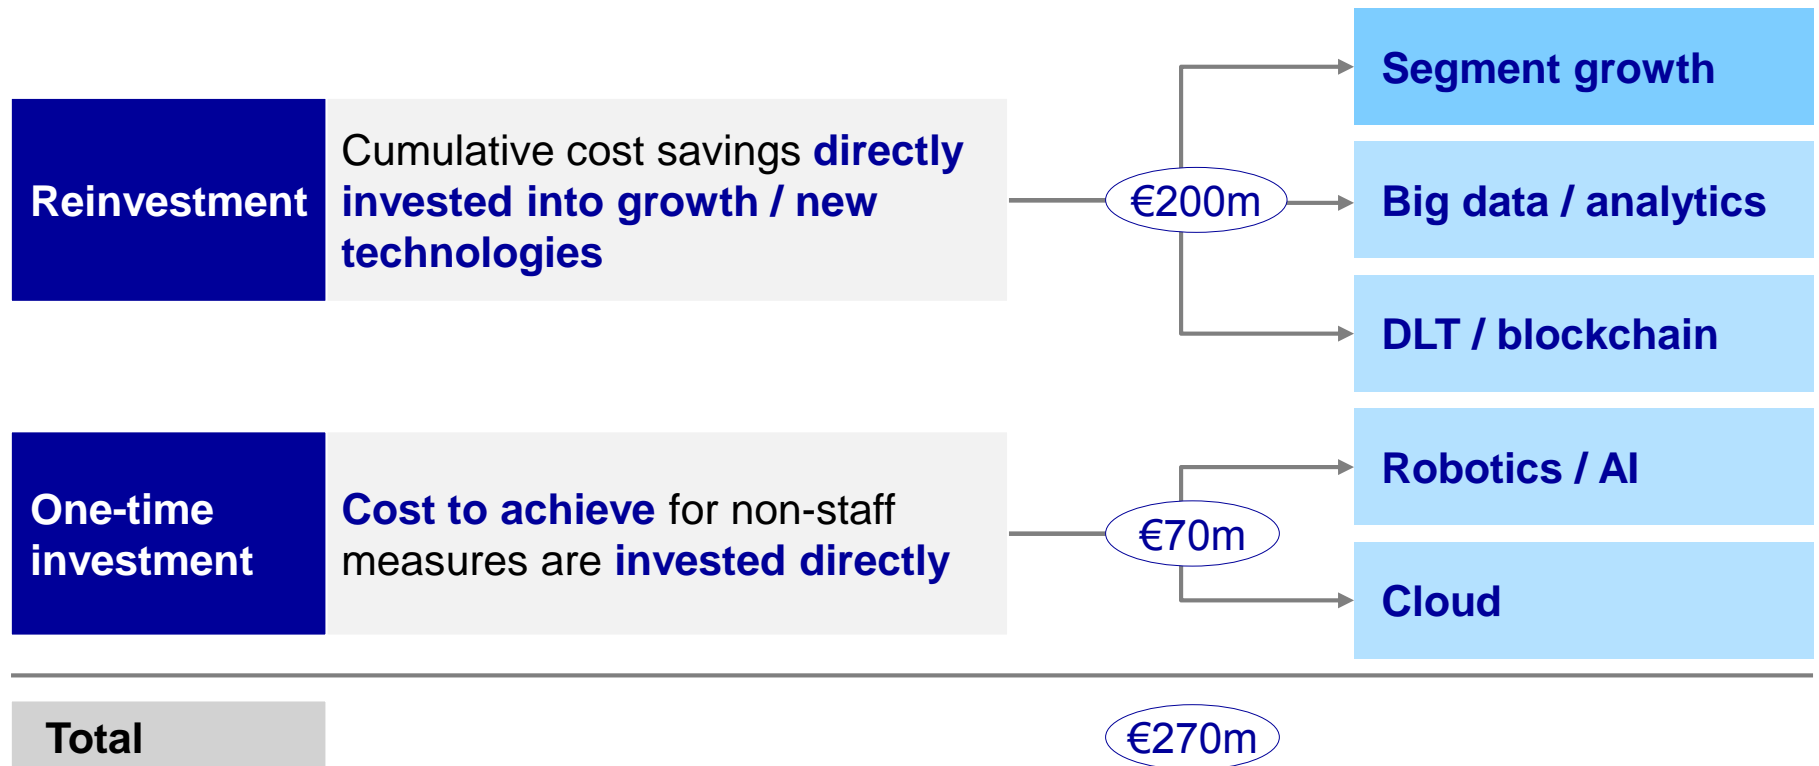 Segment growth
Reinvestment
Cumulative cost savings directly
invested into growth / new
technologies
€200m
Big data / analytics
DLT / blockchain
One-time
investment
Cost to achieve for non-staff
measures are invested directly
€70m
Robotics / AI
Cloud
Total
€270m